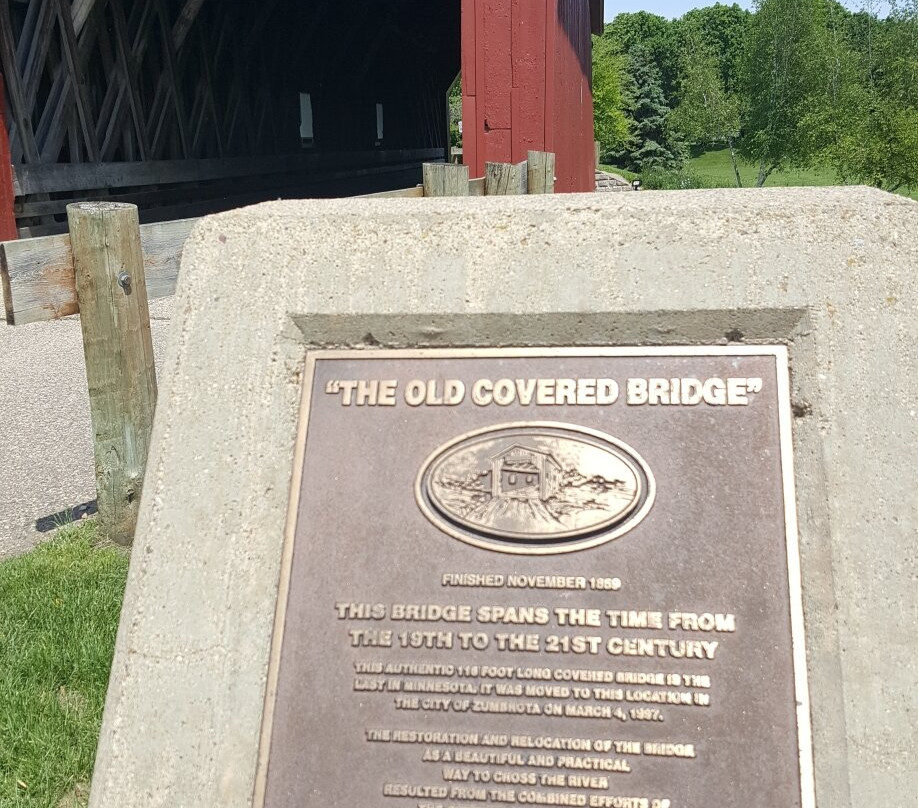 “THE OLD COVERED BRIDGE”
FINISHED NOVEMBER 1869
THIS BRIDGE SPANS THE TIME FROM
THE 19TH TO THE 21ST CENTURY
THIS AUTHENTIC 116 FOOT LONG COVERED BRIDGE IS THE
LAST IN MINNESOTA. IT WAS MOVED TO THIS LOCATION IN
THE CITY OF ZUMBROTA ON MARCH 4, 1997.
THE RESTORATION AND RELOCATION OF THE BRIDGE
AS A BEAUTIFUL AND PRACTICAL
WAY TO CROSS THE RIVER
RESULTED FROM THE COMBINED EFFORTS OF